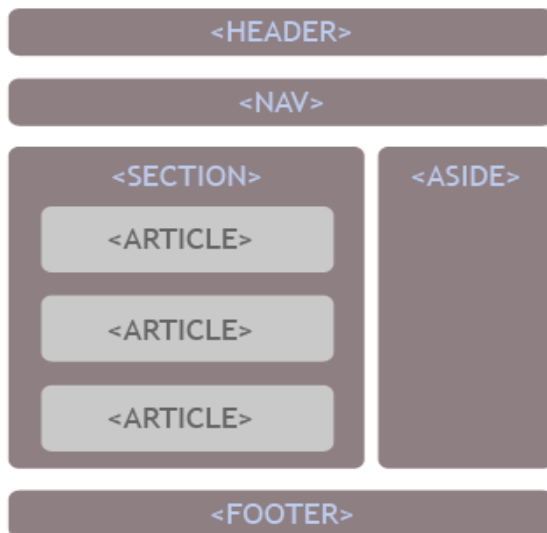 <HEADER>
<NAV>
<SECTION>
<ARTICLE>
<ARTICLE>
<ARTICLE>
<ASIDE>
<FOOTER>